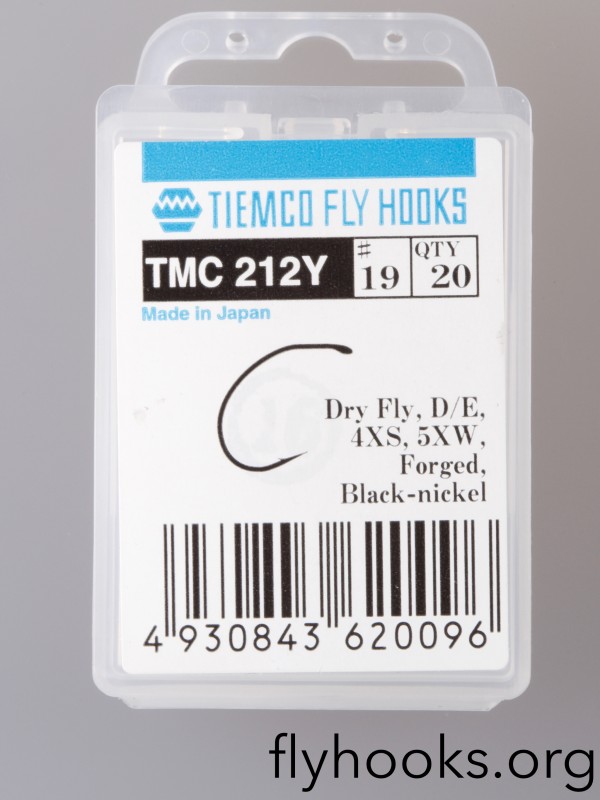 TIEMCO FLY HOOKS
TMC 212Y # 19 QTY 20
Made in Japan
Dry Fly, D/E,
4XS, 5XW,
Forged,
Black-nickel
4 930843 620096
flyhooks.org